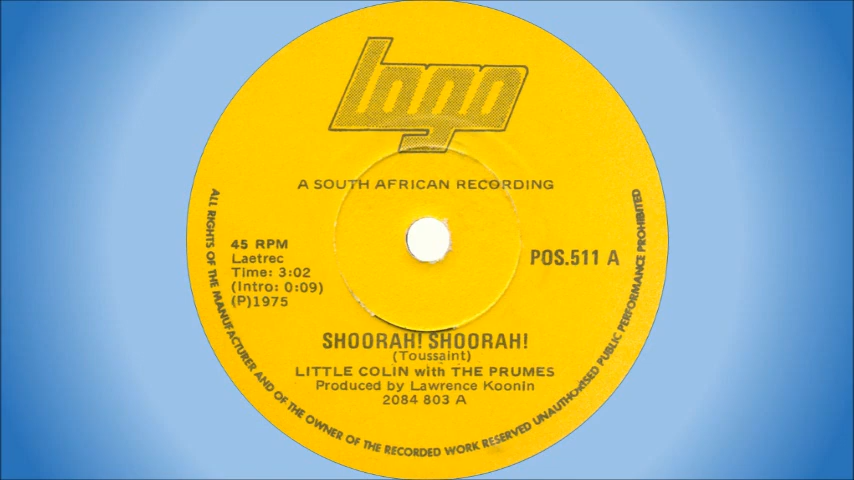 logo
A SOUTH AFRICAN RECORDING
45 RPM
Laetrec
Time: 3:02
(Intro: 0:09)
(P)1975
POS.511 A
SHOORAH! SHOORAH!
(Toussaint)
LITTLE COLIN with THE PRUMES
Produced by Lawrence Koonin
2084 803 A
ALL RIGHTS OF THE MANUFACTURER AND OF THE OWNER OF THE RECORDED WORK RESERVED UNAUTHORISED PUBLIC PERFORMANCE PROHIBITED